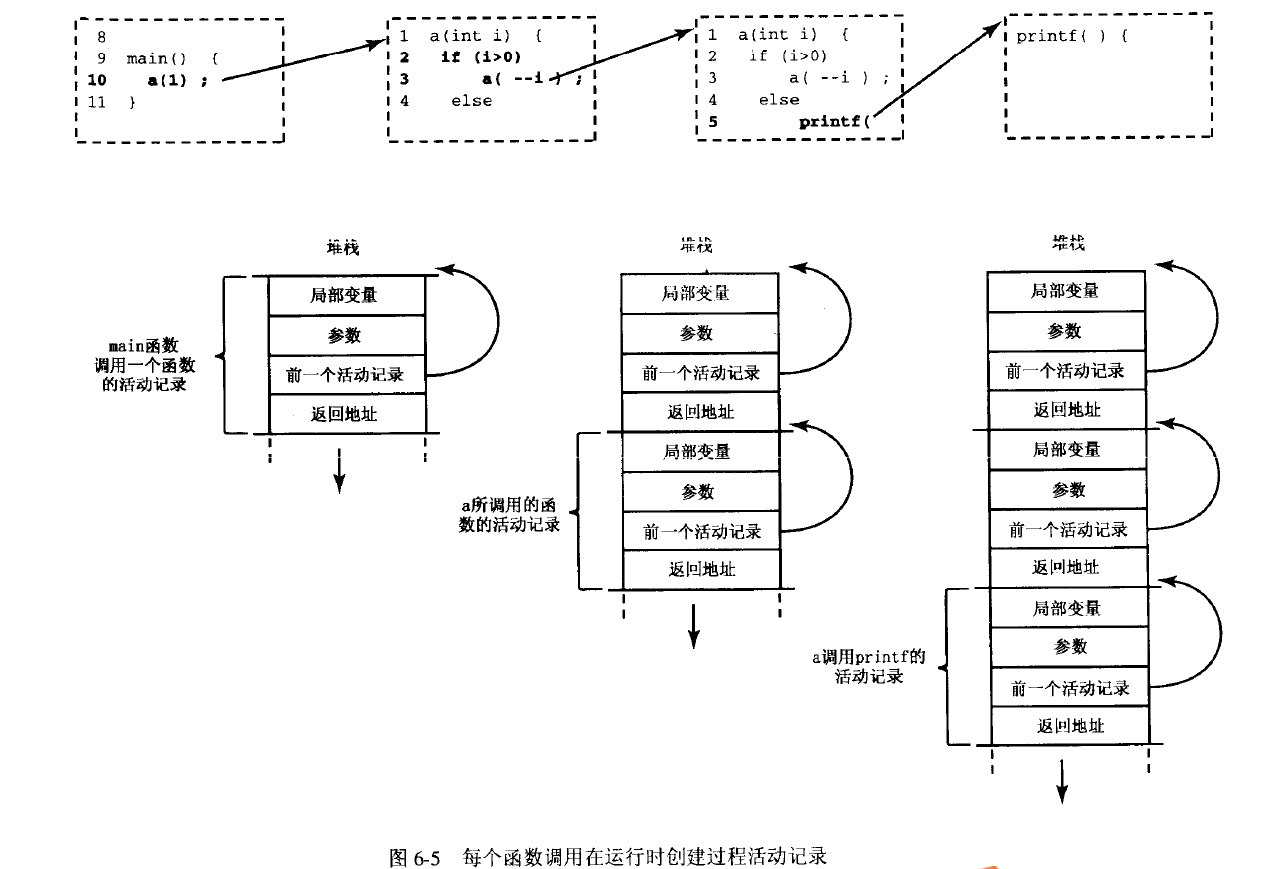 8
9 main() {
10 a(1) ;
11 }
1 a(int i) {
2 if (i>0)
3 a( --i ) ;
4 else
1 a(int i) {
2 if (i>0)
3 a( --i ) ;
4 else
5 printf(
printf( ) {
堆栈
局部变量
参数
前一个活动记录
返回地址
main函数
调用一个函数
的活动记录
堆栈
局部变量
参数
前一个活动记录
返回地址
局部变量
参数
前一个活动记录
返回地址
a所调用的函
数的活动记录
堆栈
局部变量
参数
前一个活动记录
返回地址
局部变量
参数
前一个活动记录
返回地址
局部变量
参数
前一个活动记录
返回地址
a调用printf的
活动记录
图 6-5 每个函数调用在运行时创建过程活动记录